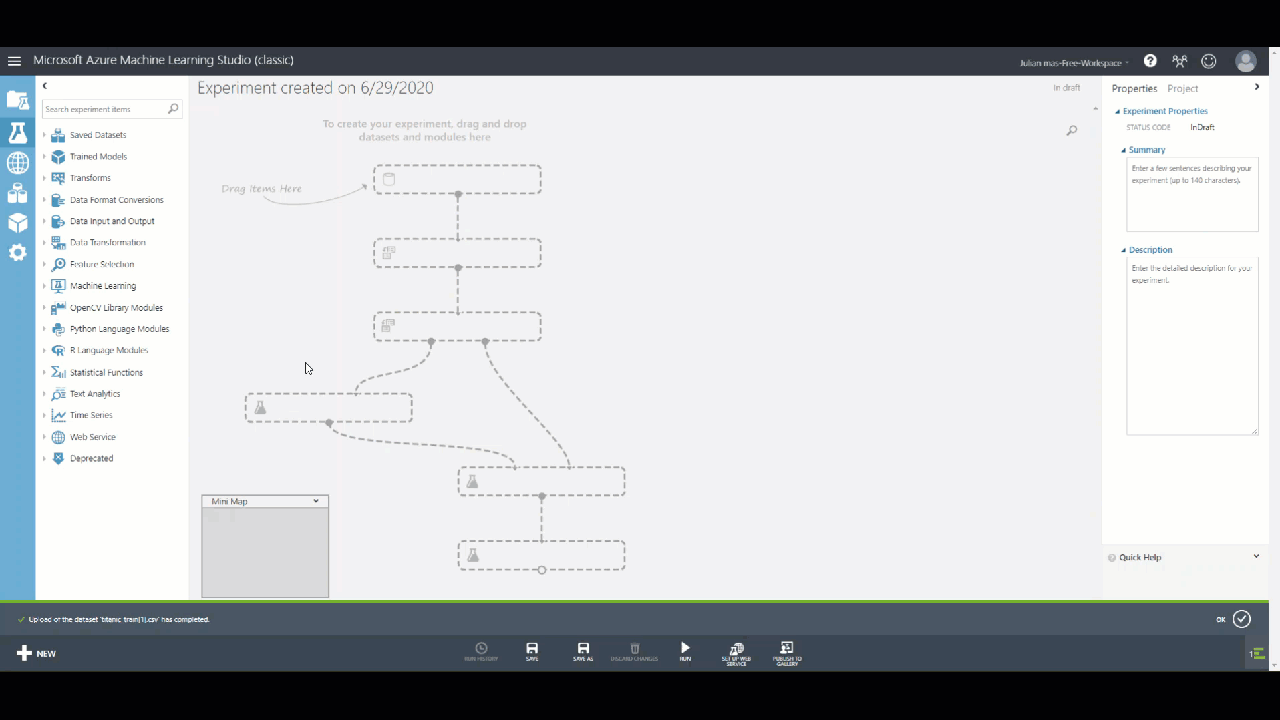 Microsoft Azure Machine Learning Studio (classic)
Julian mas-Free-Workspace
Experiment created on 6/29/2020
In draft
Properties
Project
Search experiment items
Saved Datasets
Trained Models
Transforms
Data Format Conversions
Data Input and Output
Data Transformation
Feature Selection
Machine Learning
OpenCV Library Modules
Python Language Modules
R Language Modules
Statistical Functions
Text Analytics
Time Series
Web Service
Deprecated
To create your experiment, drag and drop
datasets and modules here
Drag Items Here
Mini Map
Experiment Properties
STATUS CODE
InDraft
Summary
Enter a few sentences describing your
experiment (up to 140 characters).
Description
Enter the detailed description for your
experiment.
Quick Help
Upload of the dataset 'titanic train[1].csv' has completed.
OK
NEW
RUN HISTORY
SAVE
SAVE AS
DISCARD CHANGES
RUN
SET UP WEB
SERVICE
PUBLISH TO
GALLERY
1